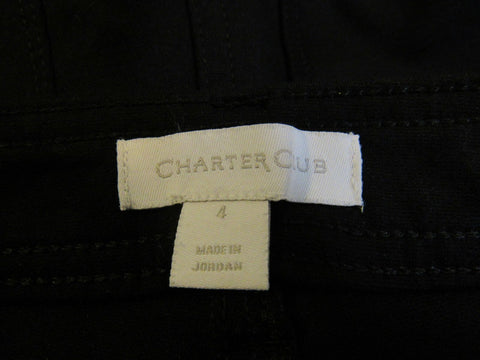 CHARTER CLUB
4
MADE IN
JORDAN